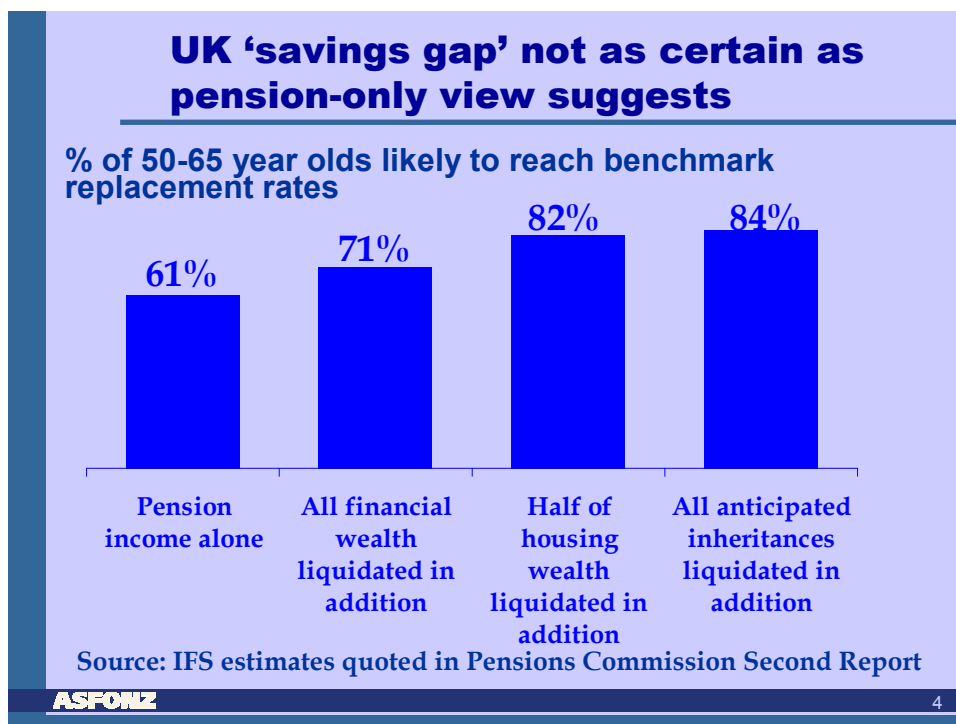 UK ‘savings gap’ not as certain as
pension-only view suggests
% of 50-65 year olds likely to reach benchmark
replacement rates
61%
71%
82%
84%
Pension
income alone
All financial
wealth
liquidated in
addition
Half of
housing
wealth
liquidated in
addition
All anticipated
inheritances
liquidated in
addition
Source: IFS estimates quoted in Pensions Commission Second Report
ASFONZ
4